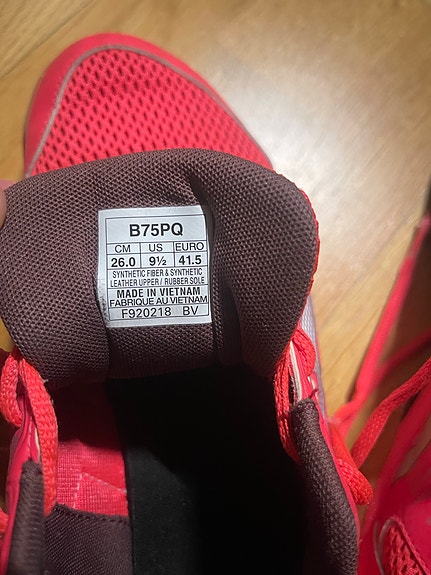 B75PQ
CM US EURO
26.0 9½ 41.5
SYNTHETIC FIBER & SYNTHETIC
LEATHER UPPER / RUBBER SOLE
MADE IN VIETNAM
FABRIQUE AU VIETNAM
F920218 BV